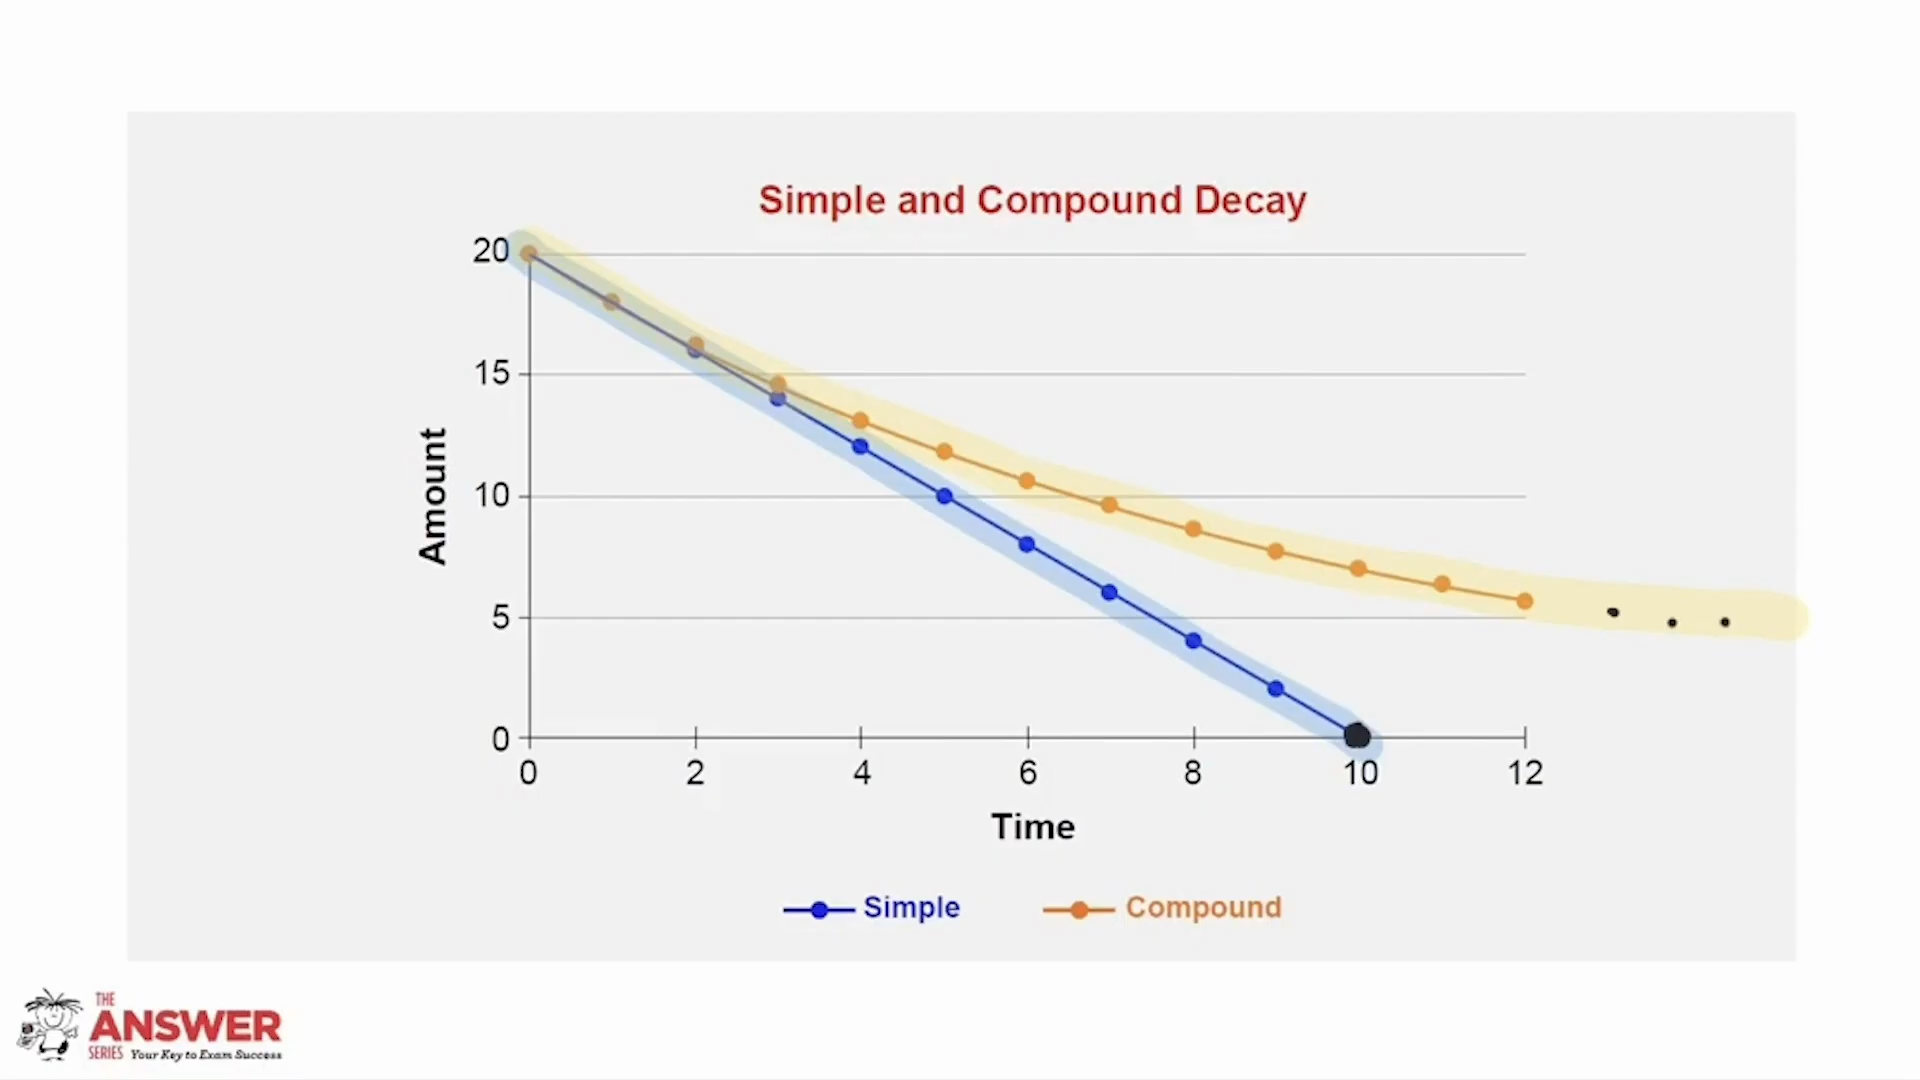 Simple and Compound Decay
20
15
10
5
0
Amount
0 2 4 6 8 10 12
Time
Simple Compound
THE
ANSWER
SERIES Your Key to Exam Success